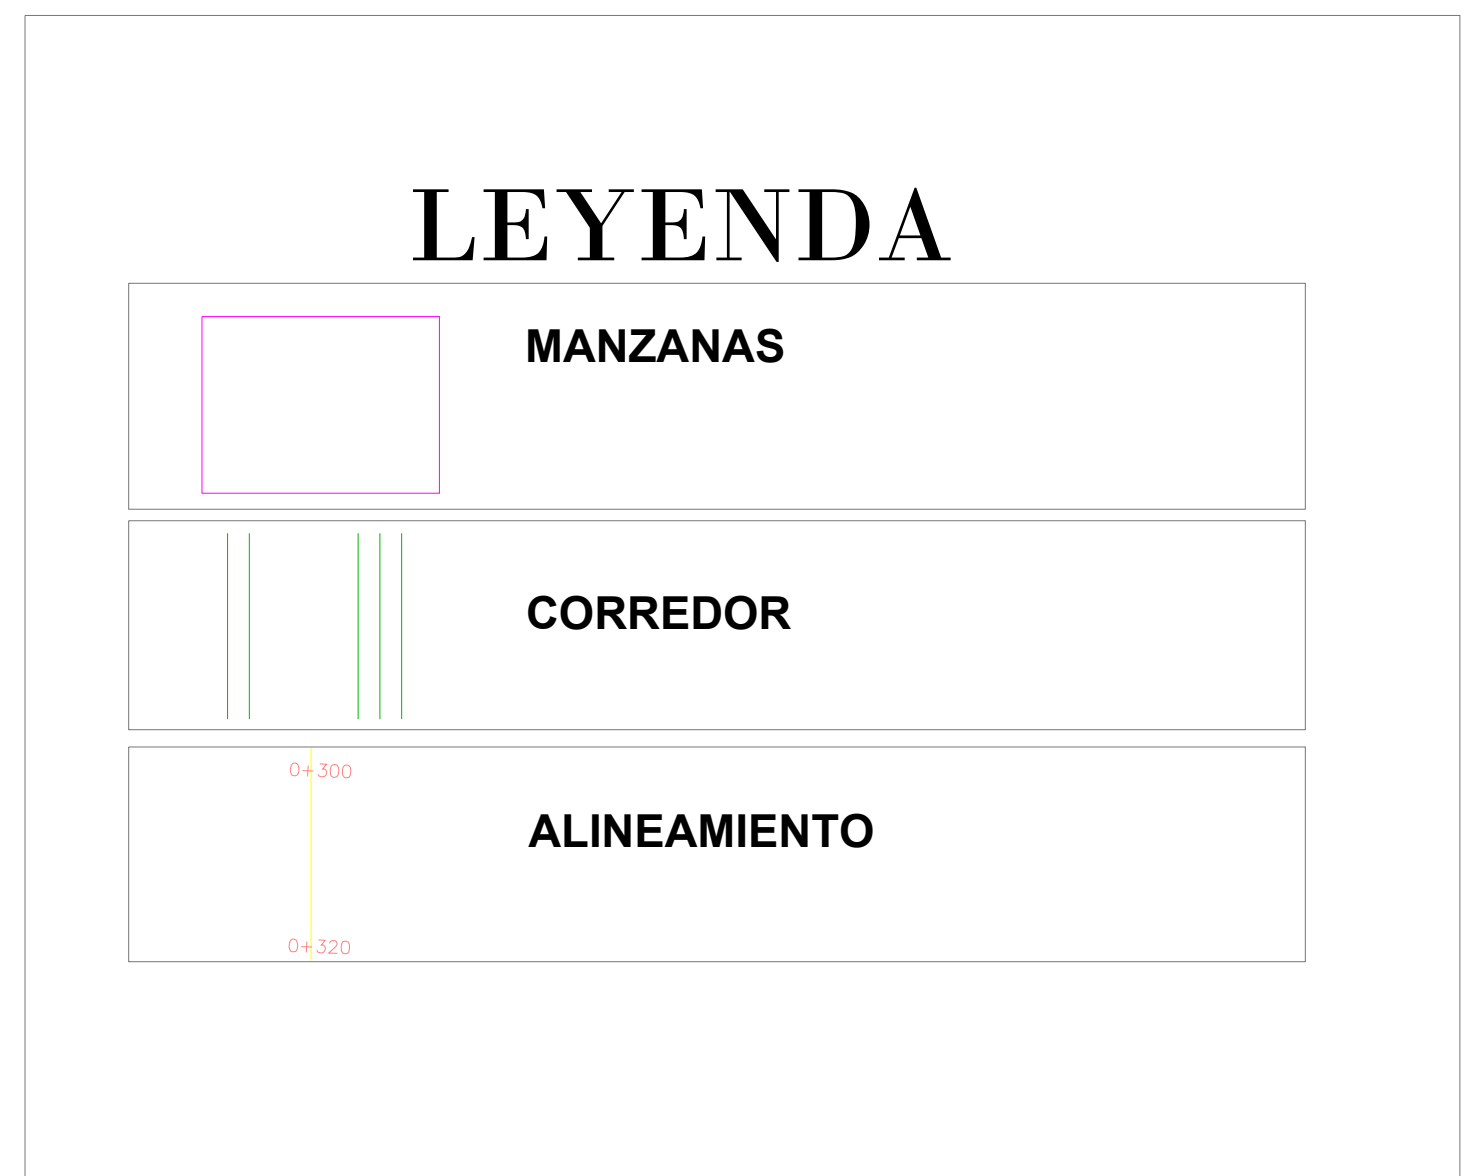 LEYENDA
MANZANAS
CORREDOR
0+300
ALINEAMIENTO
0+320